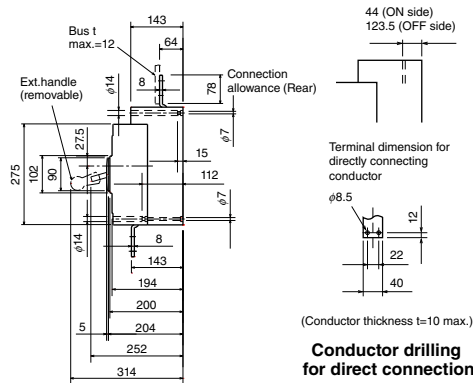 143
64
Bus t
max.=12
8
φ14
78
Connection
allowance (Rear)
Ext.handle
(removable)
φ7
27.5
15
275
102
90
112
φ7
φ14
8
143
194
200
5
204
252
314
44 (ON side)
123.5 (OFF side)
Terminal dimension for
directly connecting
conductor
φ8.5
12
22
40
(Conductor thickness t=10 max.)
Conductor drilling
for direct connection